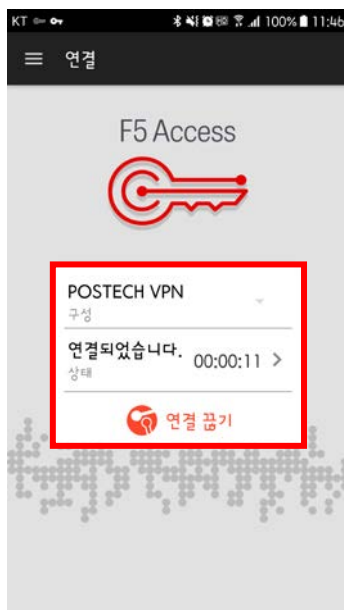 KT 100% 11:46
연결
F5 Access
POSTECH VPN
구성
연결되었습니다. 00:00:11 >
상태
연결 끊기